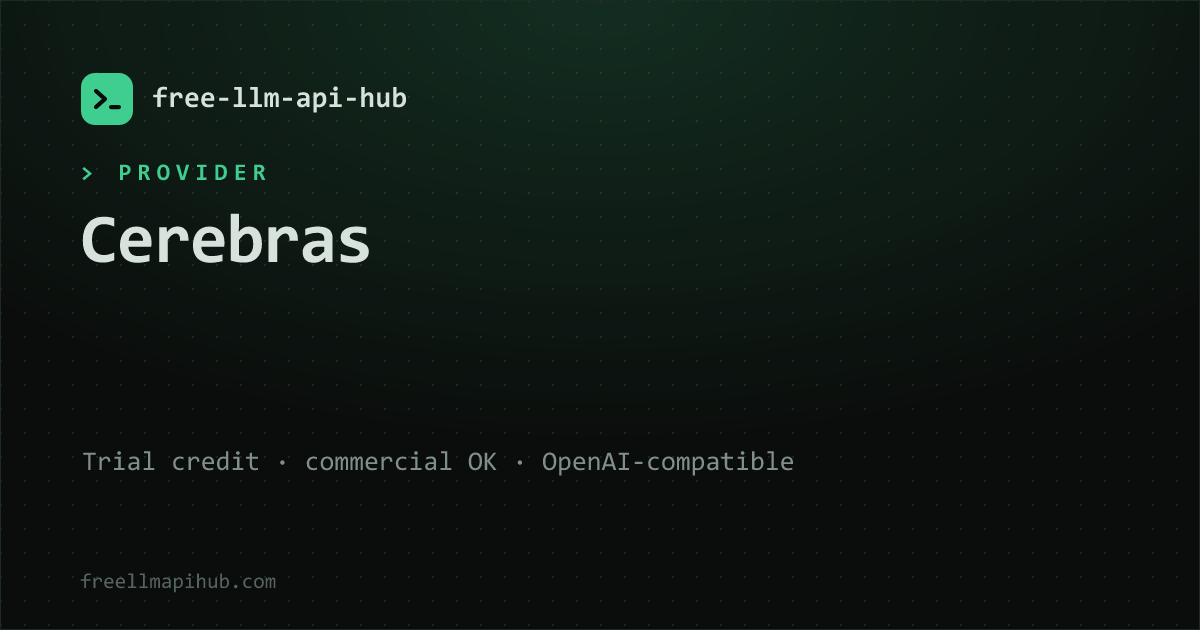 free-llm-api-hub
> PROVIDER
Cerebras
Trial credit · commercial OK · OpenAI-compatible
freellmapihub.com